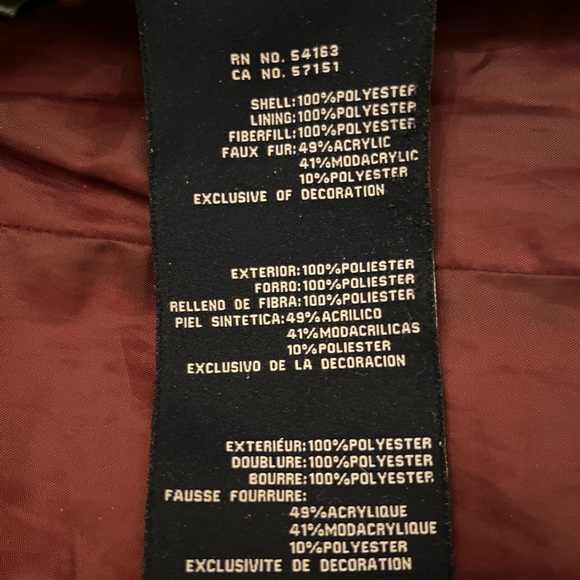 RN NO. 54163
CA NO. 57151
SHELL:100%POLYESTER
LINING:100%POLYESTER
FIBERFILL:100%POLYESTER
FAUX FUR:49%ACRYLIC
41%MODACRYLIC
10%POLYESTER
EXCLUSIVE OF DECORATION
EXTERIOR:100%POLIESTER
FORRO:100%POLIESTER
RELLENO DE FIBRA:100%POLIESTER
PIEL SINTETICA:49%ACRILICO
41%MODACRILICAS
10%POLIESTER
EXCLUSIVO DE LA DECORACION
EXTERIÉUR:100%POLYESTER
DOUBLURE:100%POLYESTER
BOURRE:100%POLYESTER
FAUSSE FOURRURE:
49%ACRYLIQUE
41%MODACRYLIQUE
10%POLYESTER
EXCLUSIVITE DE DECORATION